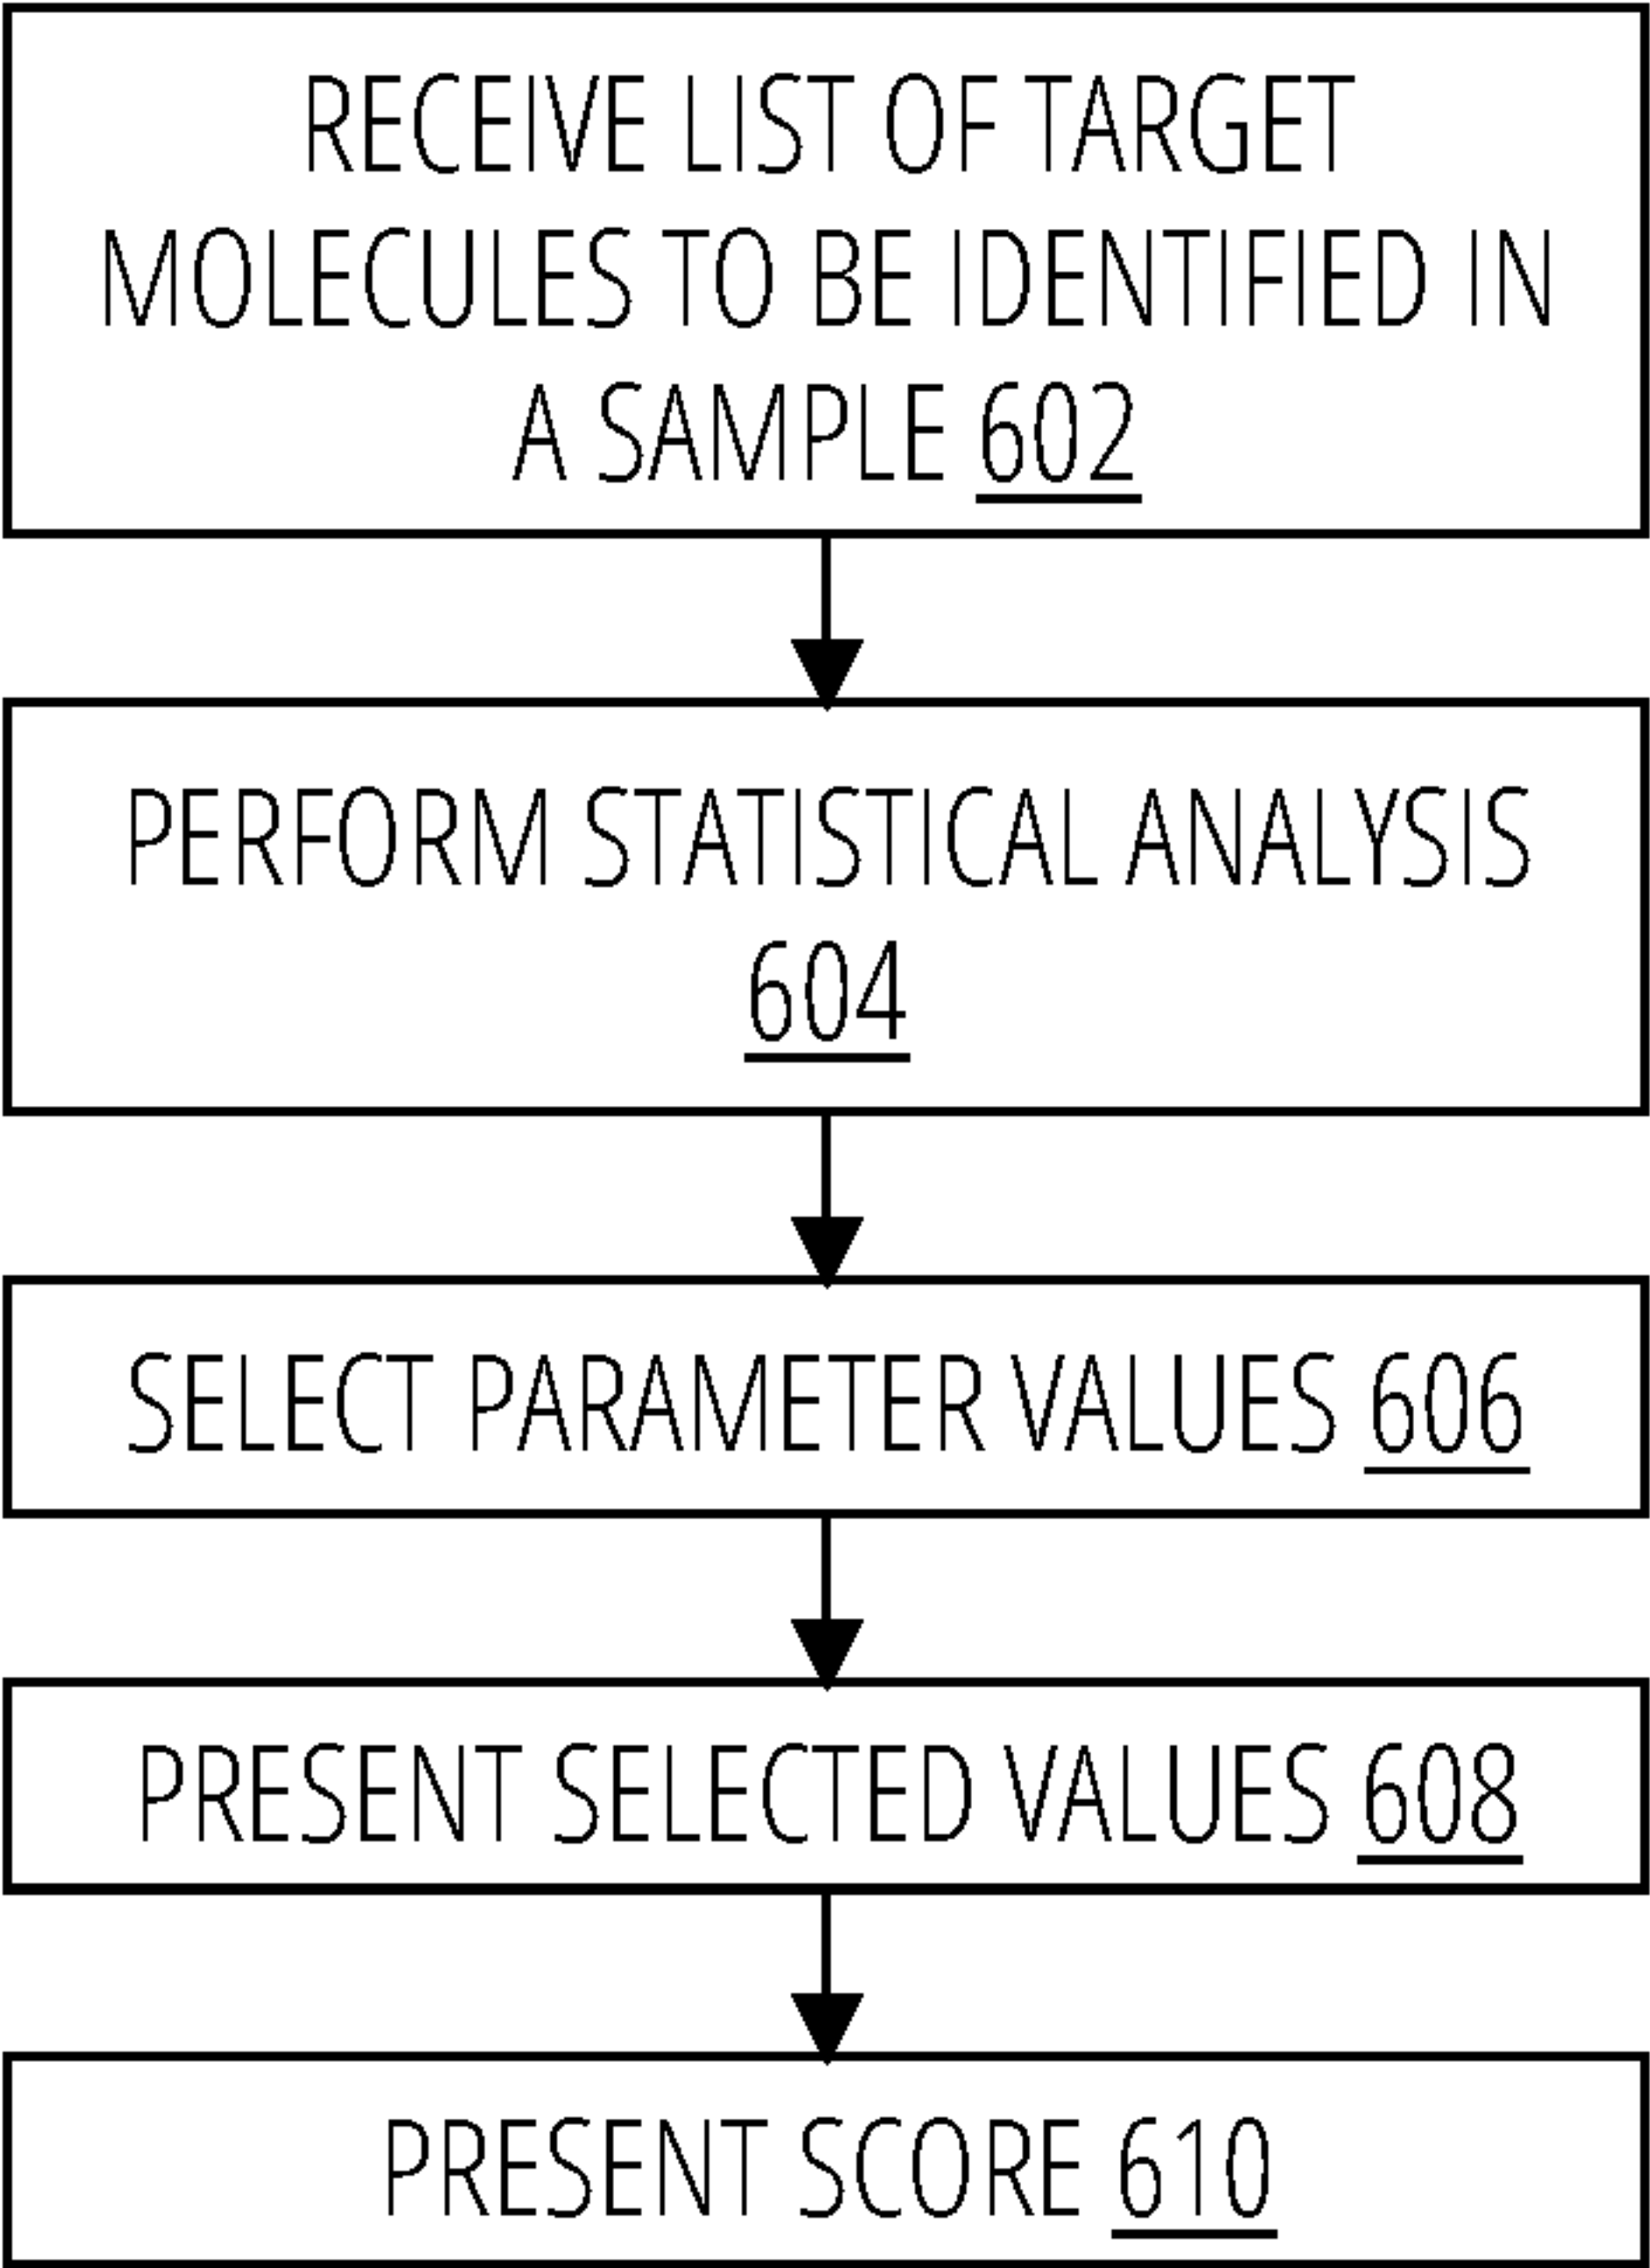 RECEIVE LIST OF TARGET
MOLECULES TO BE IDENTIFIED IN
A SAMPLE 602
PERFORM STATISTICAL ANALYSIS
604
SELECT PARAMETER VALUES 606
PRESENT SELECTED VALUES 608
PRESENT SCORE 610